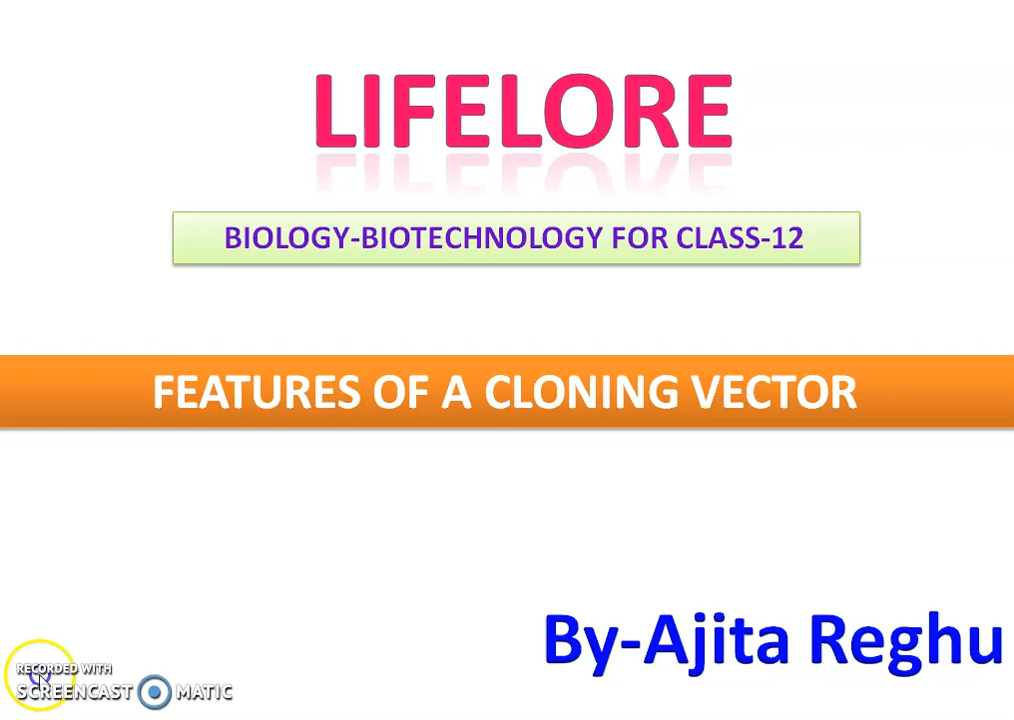 LIFELORE
BIOLOGY-BIOTECHNOLOGY FOR CLASS-12
FEATURES OF A CLONING VECTOR
By-Ajita Reghu
RECORDED WITH
SCREENCAST MATIC